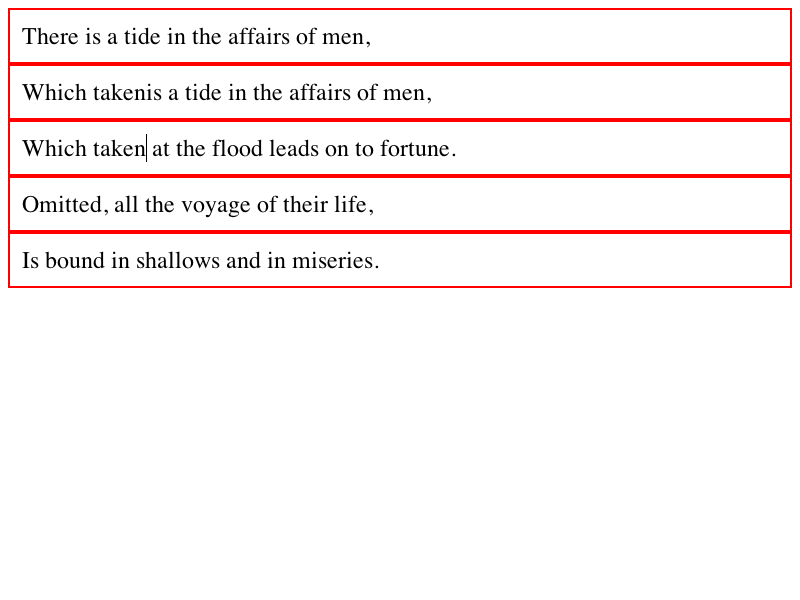 There is a tide in the affairs of men,
Which takenis a tide in the affairs of men,
Which taken at the flood leads on to fortune.
Omitted, all the voyage of their life,
Is bound in shallows and in miseries.